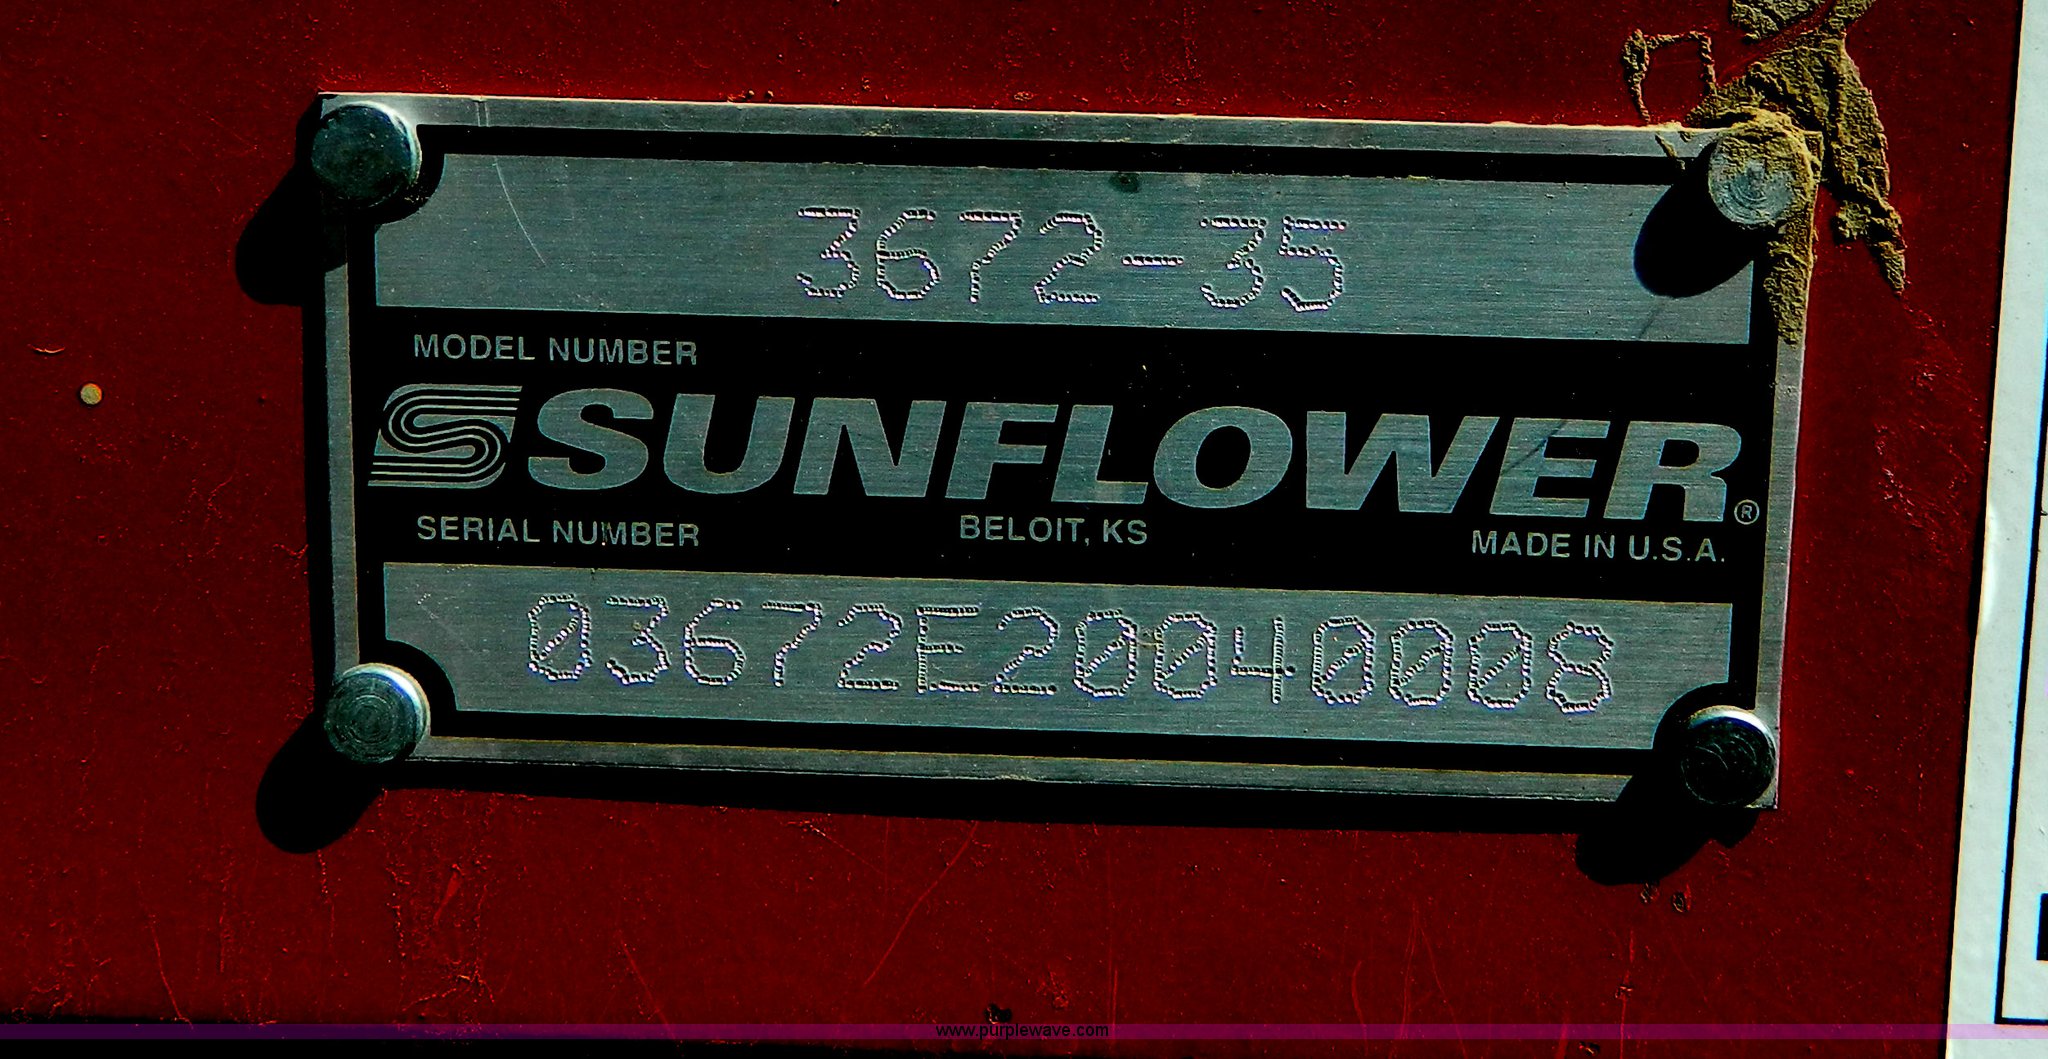 3672-35
MODEL NUMBER
SUNFLOWER®
SERIAL NUMBER BELOIT, KS MADE IN U.S.A.
03672E20040008
www.purplewave.com